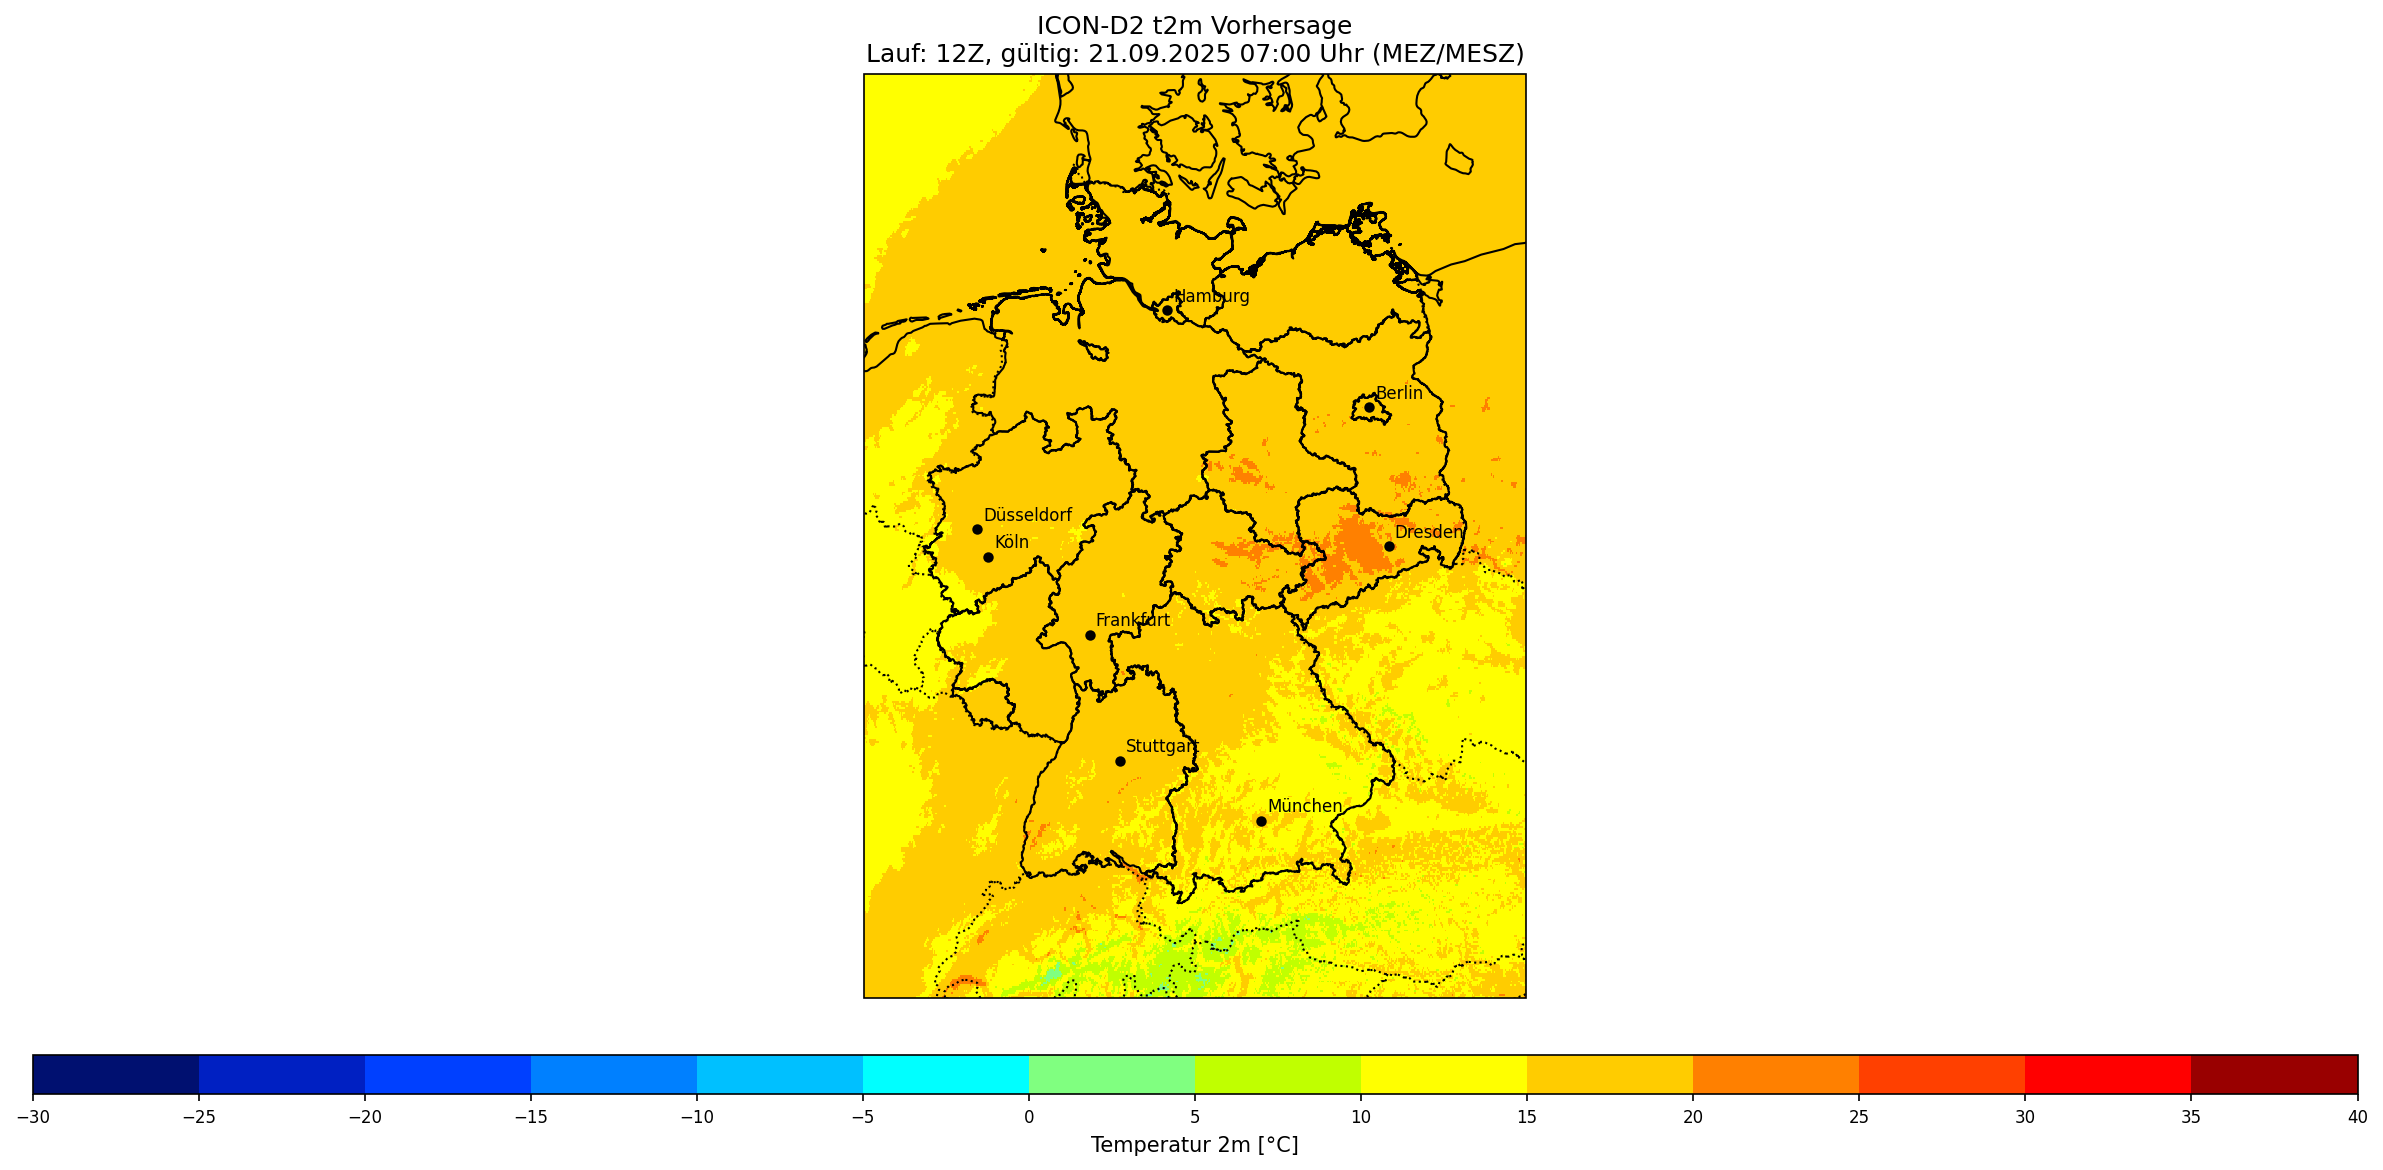 ICON-D2 t2m Vorhersage
Lauf: 12Z, gültig: 21.09.2025 07:00 Uhr (MEZ/MESZ)
Hamburg
Berlin
Düsseldorf
Dresden
Köln
Frankfurt
Stuttgart
München
−30 −25 −20 −15 −10 −5 0 5 10 15 20 25 30 35 40
Temperatur 2m [°C]